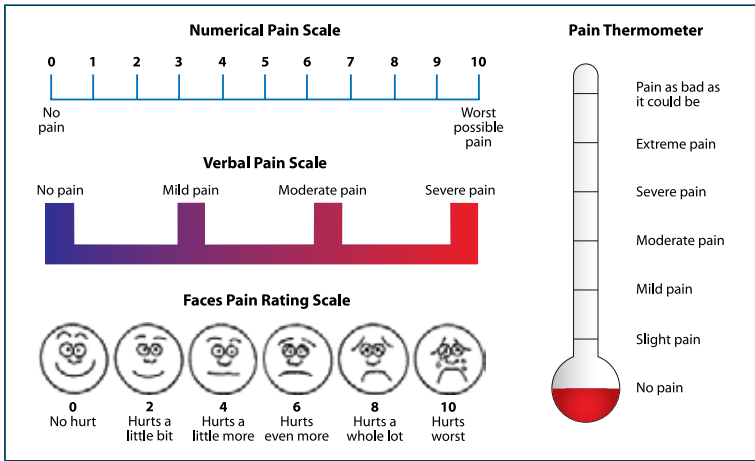 Numerical Pain Scale
0 1 2 3 4 5 6 7 8 9 10
No
pain
Worst
possible
pain
Verbal Pain Scale
No pain Mild pain Moderate pain Severe pain
Faces Pain Rating Scale
0 2 4 6 8 10
No hurt
Hurts a
little bit
Hurts a
little more
Hurts
even more
Hurts a
whole lot
Hurts
worst
Pain Thermometer
Pain as bad as
it could be
Extreme pain
Severe pain
Moderate pain
Mild pain
Slight pain
No pain